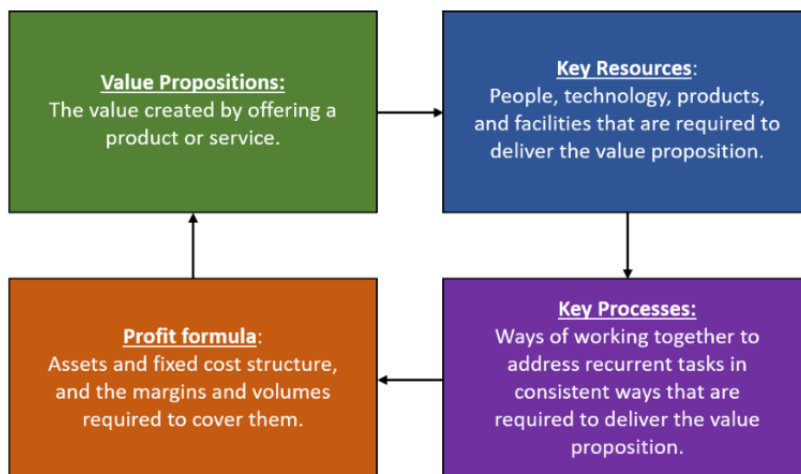 Value Propositions:
The value created by offering a
product or service.
Key Resources:
People, technology, products,
and facilities that are required to
deliver the value proposition.
Profit formula:
Assets and fixed cost structure,
and the margins and volumes
required to cover them.
Key Processes:
Ways of working together to
address recurrent tasks in
consistent ways that are
required to deliver the value
proposition.